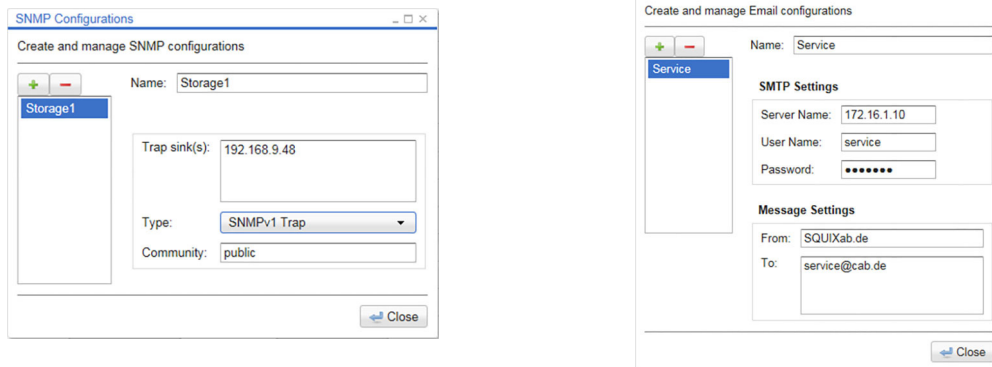 SNMP Configurations
Create and manage SNMP configurations
Name: Storage1
Storage1
Trap sink(s): 192.168.9.48
Type: SNMPv1 Trap
Community: public
Close
Create and manage Email configurations
Name: Service
Service
SMTP Settings
Server Name: 172.16.1.10
User Name: service
Password: •••••••
Message Settings
From: SQUIXab.de
To: service@cab.de
Close